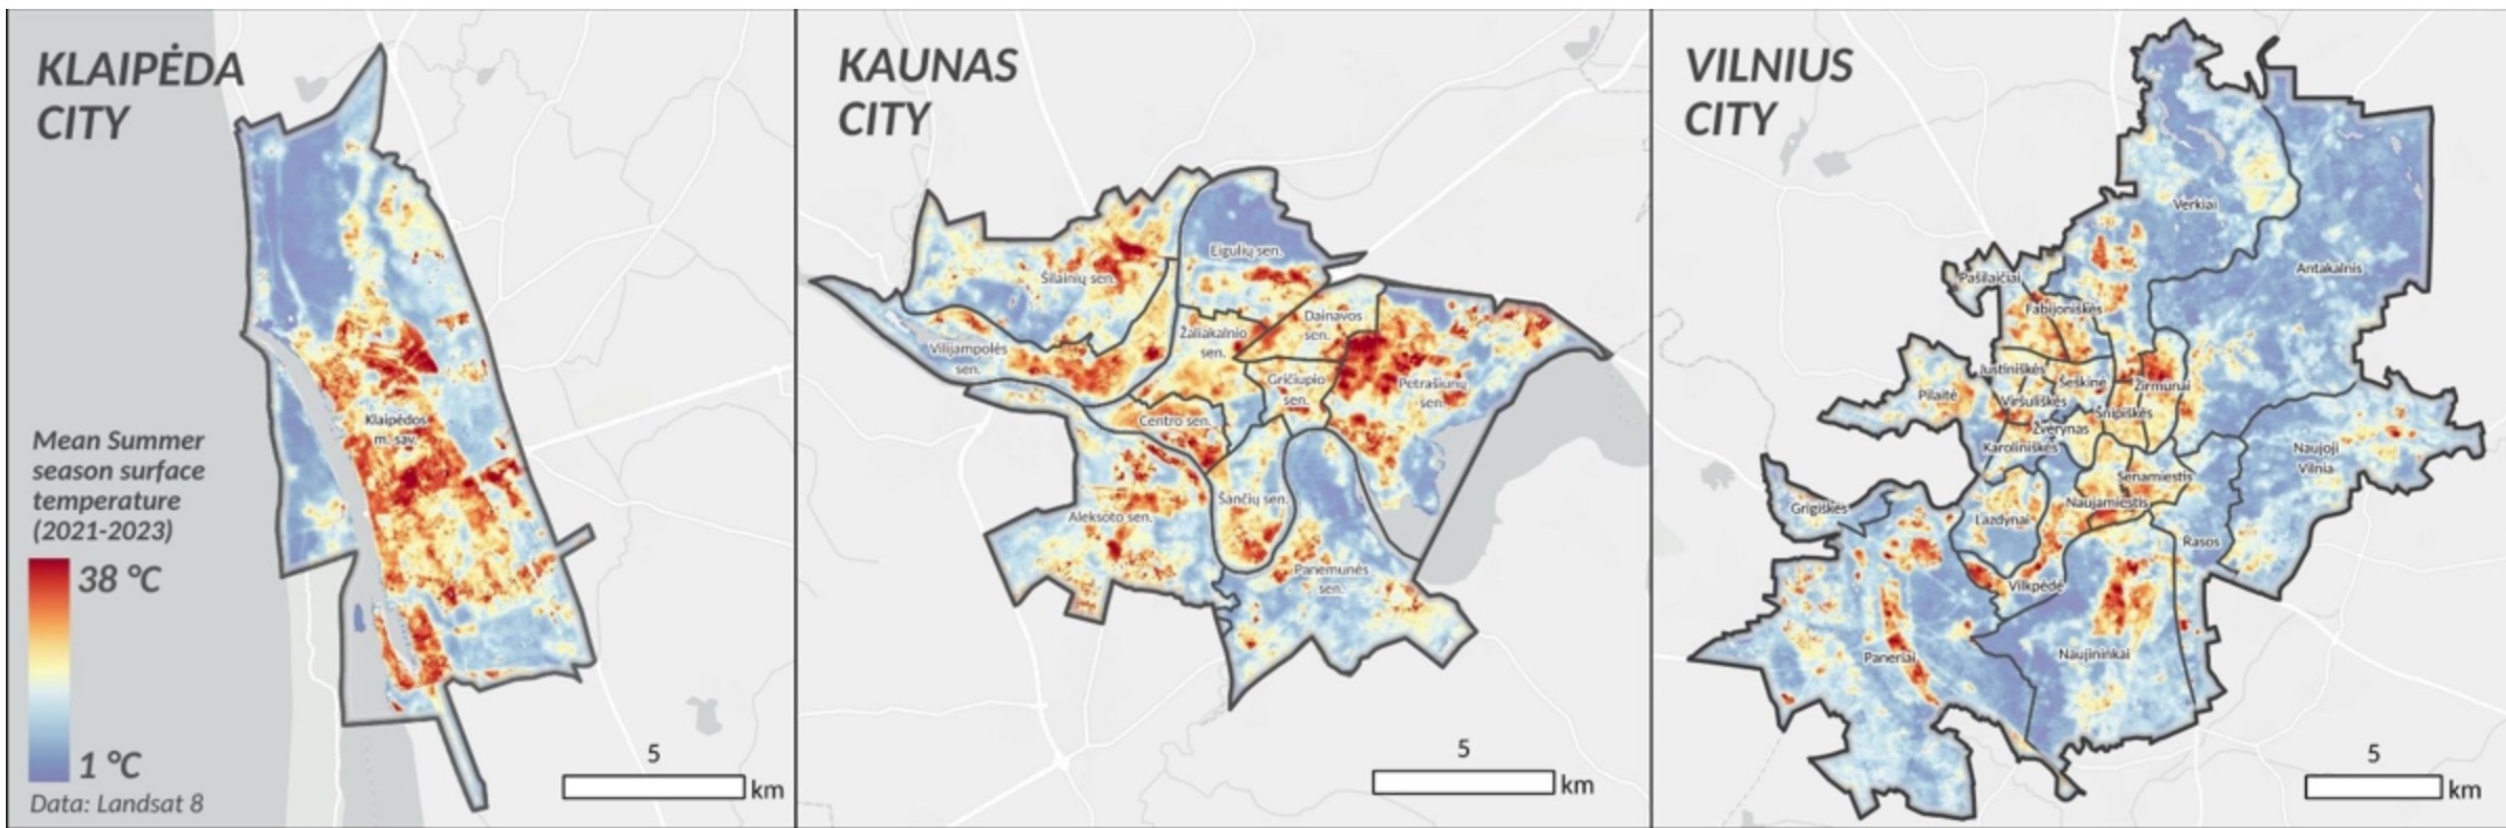 KLAIPĖDA
CITY
Klaipėdos
m. sav.
Mean Summer
season surface
temperature
(2021-2023)
38 °C
1 °C
Data: Landsat 8
5
km
KAUNAS
CITY
Eigulių sen.
Šilainių sen.
Dainavos
sen.
Žaliakalnio
sen.
Vilijampolės
sen.
Gričiupio
sen.
Petrašiūnų
sen.
Centro sen.
Šančių sen.
Aleksoto sen.
Panemunės
sen.
5
km
VILNIUS
CITY
Verkiai
Antakalnis
Pašilaičiai
Fabijoniškės
Justiniškės
Šeškinė
Žirmūnai
Pilaitė
Viršuliškės
Šnipiškės
Žvėrynas
Karoliniškės
Naujoji
Vilnia
Senamiestis
Naujamiestis
Grigiškės
Lazdynai
Rasos
Vilkpėdė
Paneriai
Naujininkai
5
km